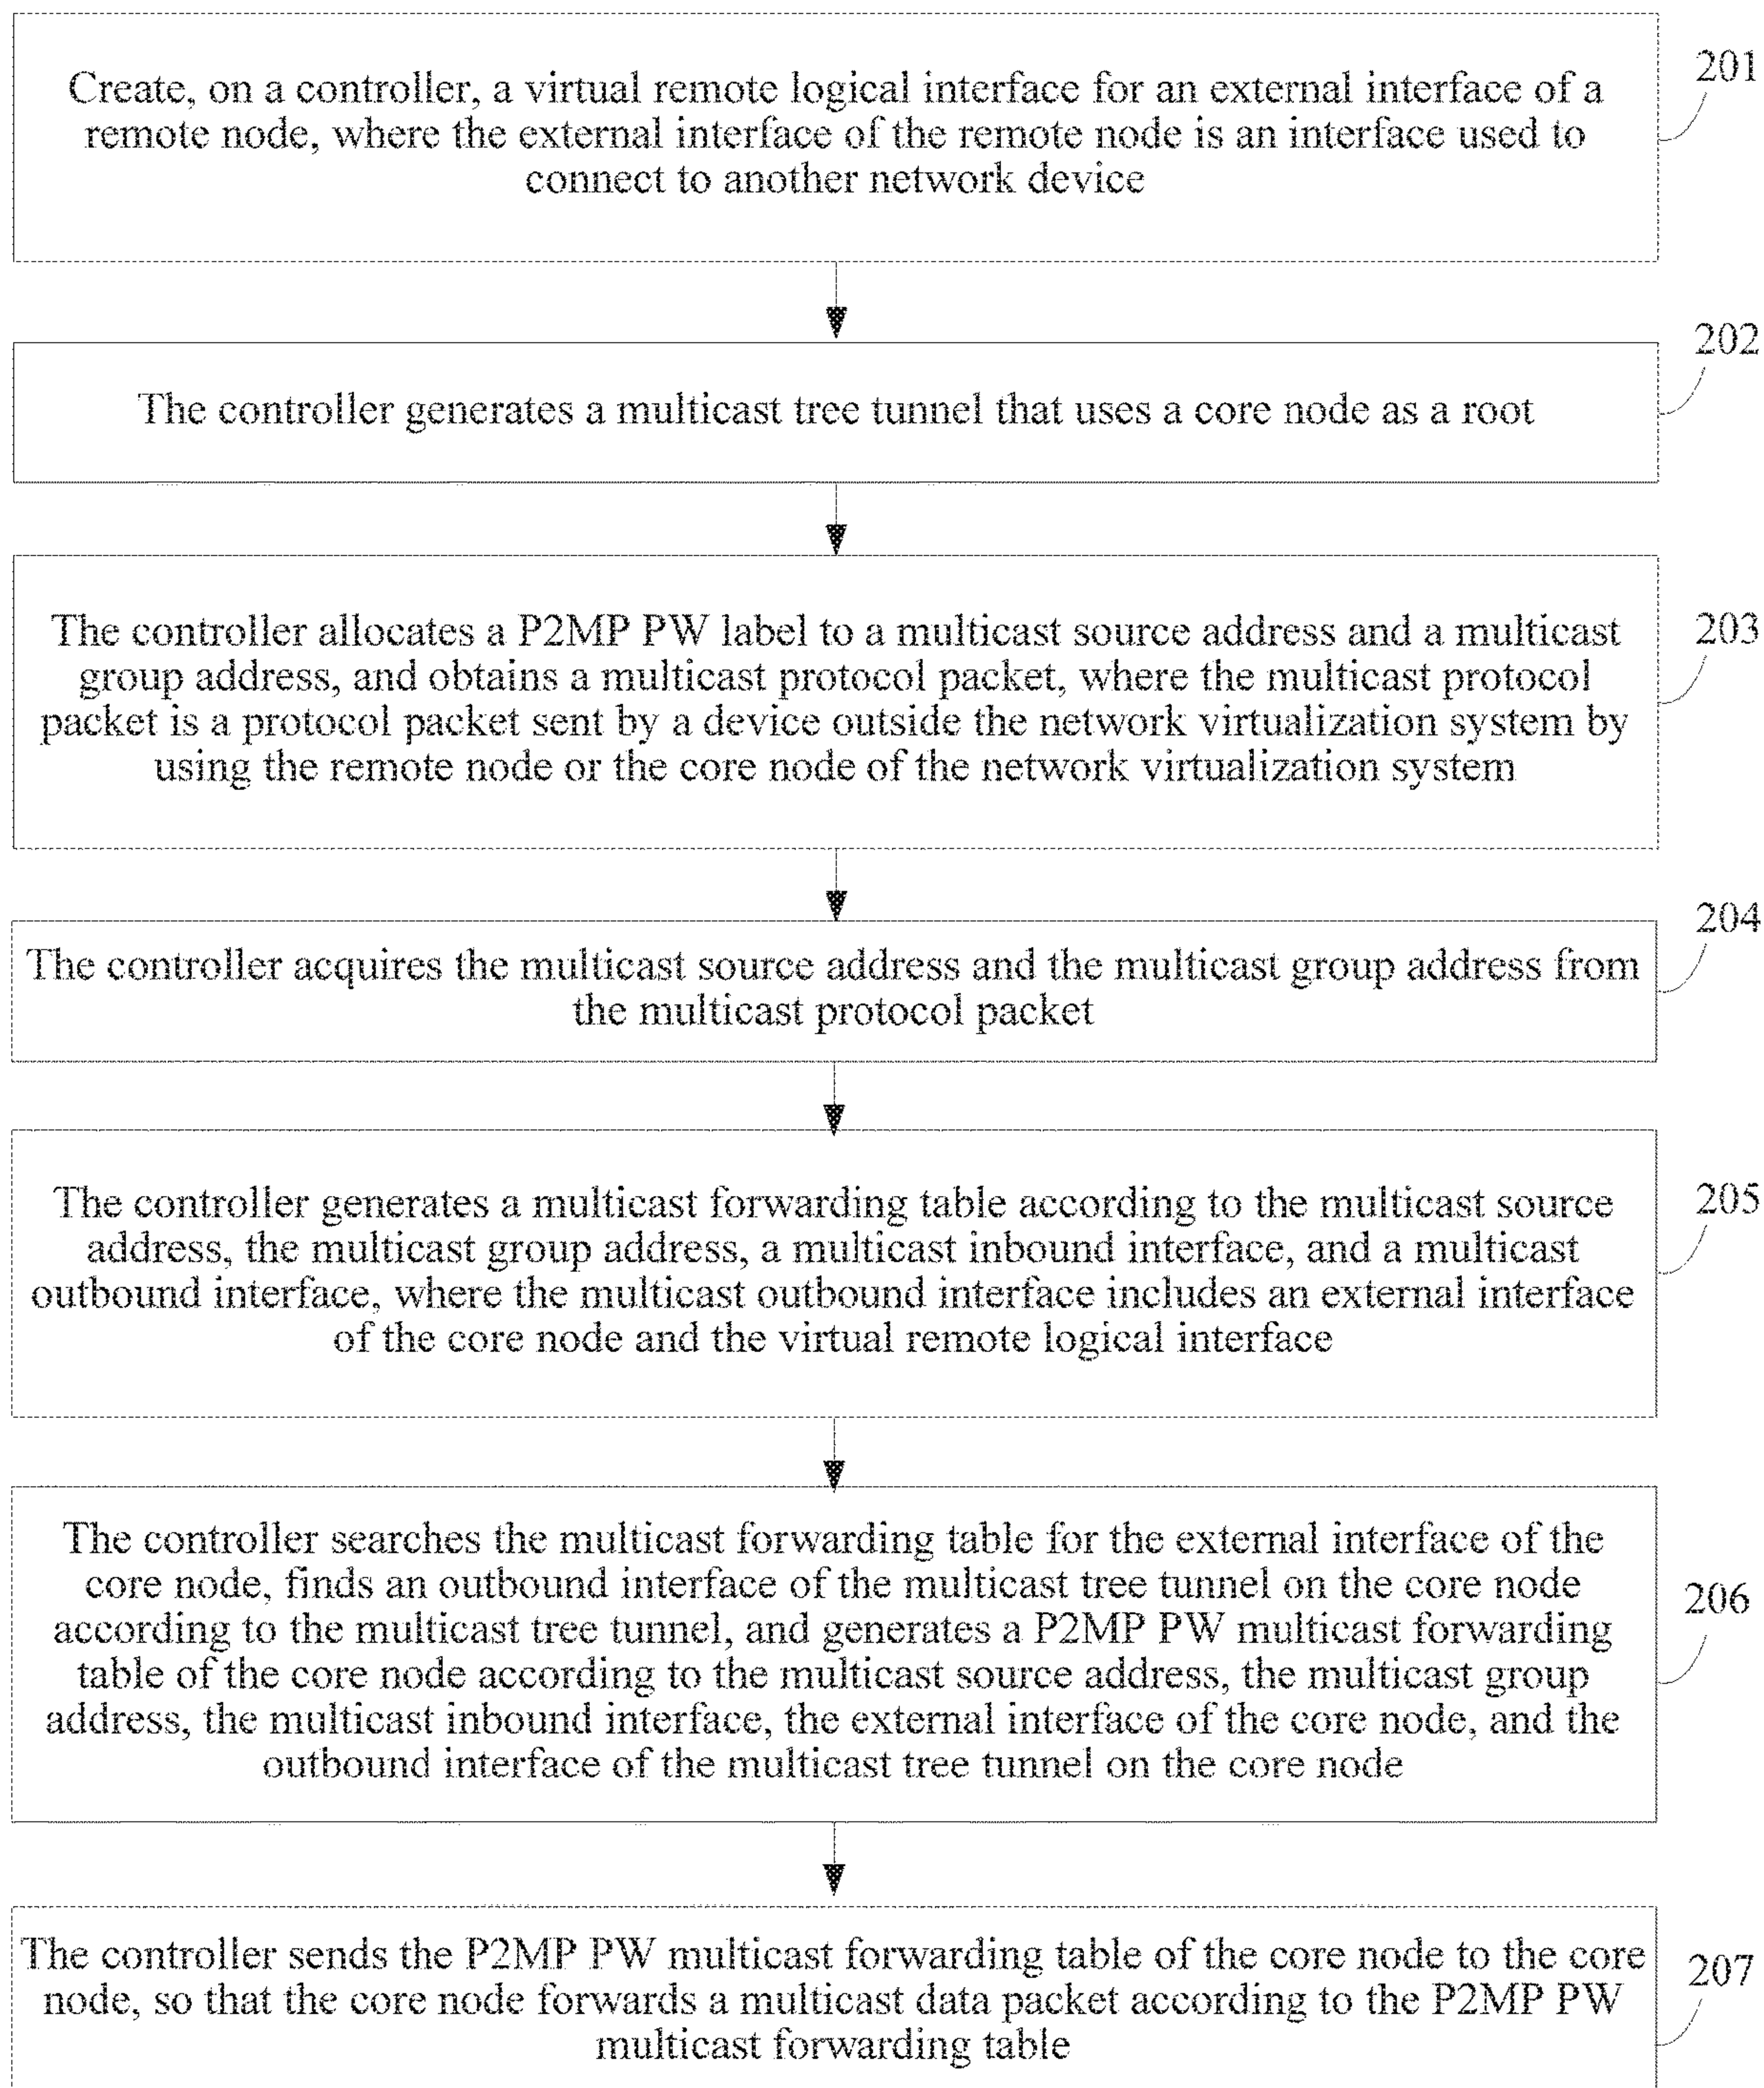 Create, on a controller, a virtual remote logical interface for an external interface of a
remote node, where the external interface of the remote node is an interface used to
connect to another network device
201
The controller generates a multicast tree tunnel that uses a core node as a root
202
The controller allocates a P2MP PW label to a multicast source address and a multicast
group address, and obtains a multicast protocol packet, where the multicast protocol
packet is a protocol packet sent by a device outside the network virtualization system by
using the remote node or the core node of the network virtualization system
203
The controller acquires the multicast source address and the multicast group address from
the multicast protocol packet
204
The controller generates a multicast forwarding table according to the multicast source
address, the multicast group address, a multicast inbound interface, and a multicast
outbound interface, where the multicast outbound interface includes an external interface
of the core node and the virtual remote logical interface
205
The controller searches the multicast forwarding table for the external interface of the
core node, finds an outbound interface of the multicast tree tunnel on the core node
according to the multicast tree tunnel, and generates a P2MP PW multicast forwarding
table of the core node according to the multicast source address, the multicast group
address, the multicast inbound interface, the external interface of the core node, and the
outbound interface of the multicast tree tunnel on the core node
206
The controller sends the P2MP PW multicast forwarding table of the core node to the core
node, so that the core node forwards a multicast data packet according to the P2MP PW
multicast forwarding table
207